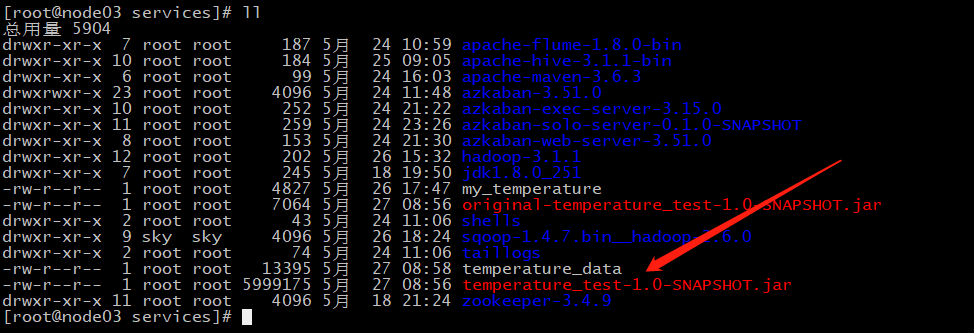 [root@node03 services]# ll
总用量 5904
drwxr-xr-x 7 root root 187 5月 24 10:59 apache-flume-1.8.0-bin
drwxr-xr-x 10 root root 184 5月 25 09:05 apache-hive-3.1.1-bin
drwxr-xr-x 6 root root 99 5月 24 16:03 apache-maven-3.6.3
drwxrwxr-x 23 root root 4096 5月 24 11:48 azkaban-3.51.0
drwxr-xr-x 10 root root 252 5月 24 21:22 azkaban-exec-server-3.15.0
drwxr-xr-x 11 root root 259 5月 24 23:26 azkaban-solo-server-0.1.0-SNAPSHOT
drwxr-xr-x 8 root root 153 5月 24 21:30 azkaban-web-server-3.51.0
drwxr-xr-x 12 root root 202 5月 26 15:32 hadoop-3.1.1
drwxr-xr-x 7 root root 245 5月 18 19:50 jdk1.8.0_251
-rw-r--r-- 1 root root 4827 5月 26 17:47 my_temperature
-rw-r--r-- 1 root root 7064 5月 27 08:56 original-temperature_test-1.0-SNAPSHOT.jar
drwxr-xr-x 2 root root 43 5月 24 11:06 shells
drwxr-xr-x 9 sky sky 4096 5月 26 18:24 sqoop-1.4.7.bin__hadoop-2.6.0
drwxr-xr-x 2 root root 74 5月 24 11:06 taillogs
-rw-r--r-- 1 root root 13395 5月 27 08:58 temperature_data
-rw-r--r-- 1 root root 5999175 5月 27 08:56 temperature_test-1.0-SNAPSHOT.jar
drwxr-xr-x 11 root root 4096 5月 18 21:24 zookeeper-3.4.9
[root@node03 services]#